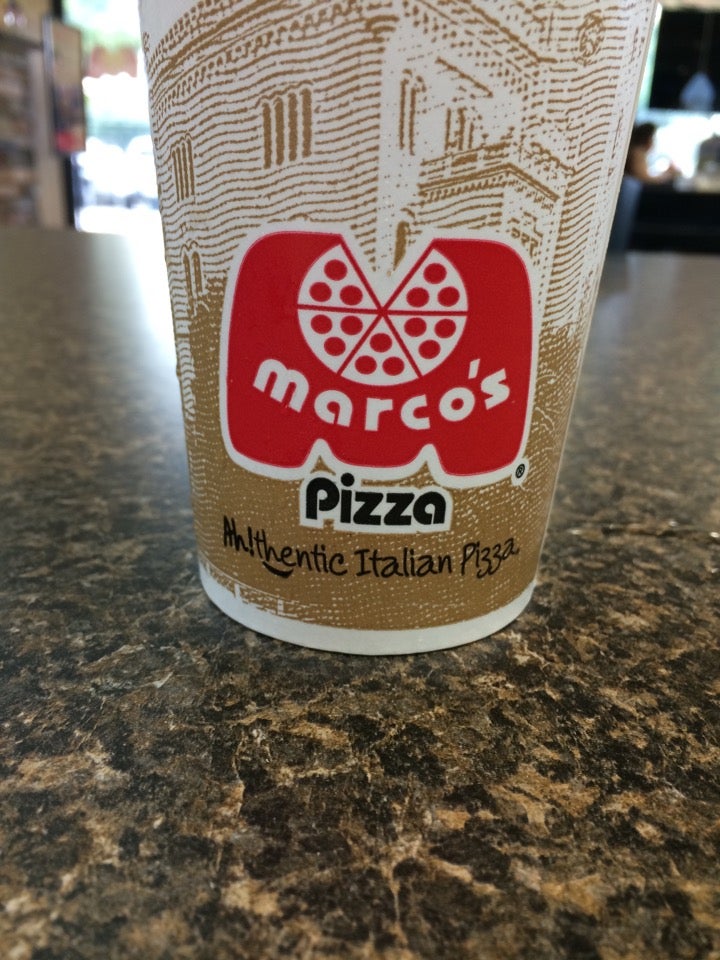 marco's
®
Pizza
Ah!thentic Italian Pizza.